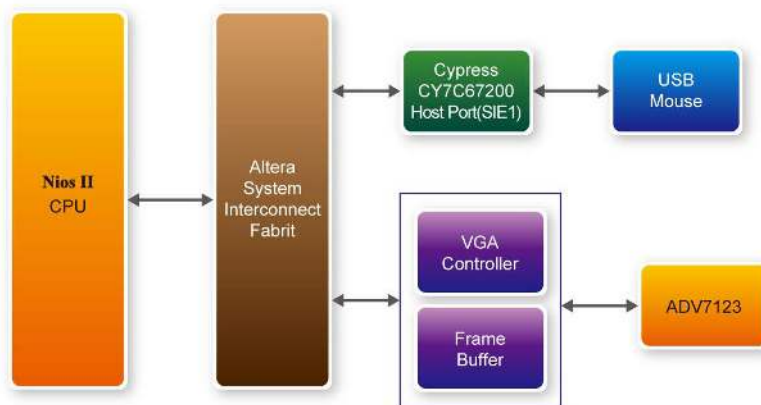 Nios II
CPU
Altera
System
Interconnect
Fabrit
Cypress
CY7C67200
Host Port(SIE1)
USB
Mouse
VGA
Controller
Frame
Buffer
ADV7123